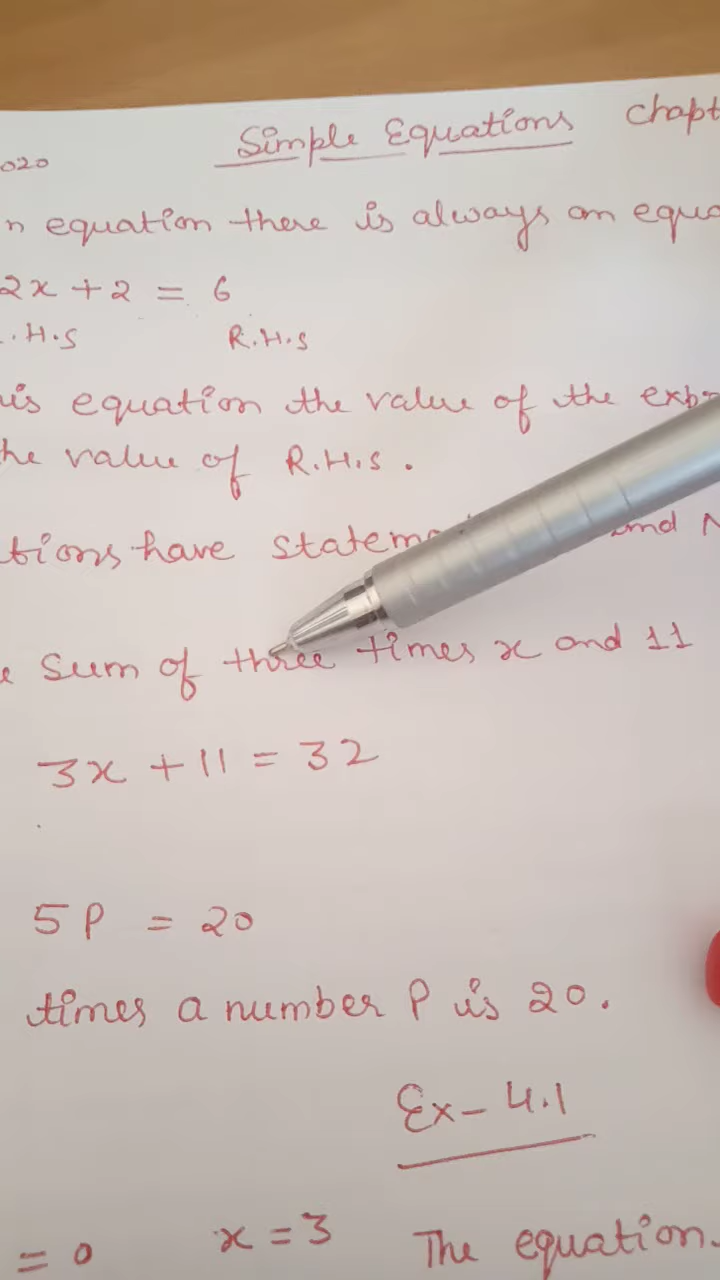 Simple Equations chapt
020
n equation there is always an equa
2x + 2 = 6
.H.S R.H.S
is equation the value of the exp
he value of R.H.S.
tions have statem and
e sum of three times x and 11
3x + 11 = 32
5P = 20
times a number P is 20.
Ex - 4.1
= 0 x = 3 The equation.